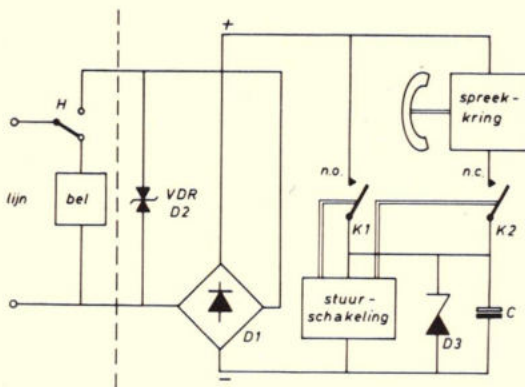 +
H
lijn
bel
VDR
D2
D1
spreek-
kring
n.o.
n.c.
K1
K2
stuur-
schakeling
D3
C
−